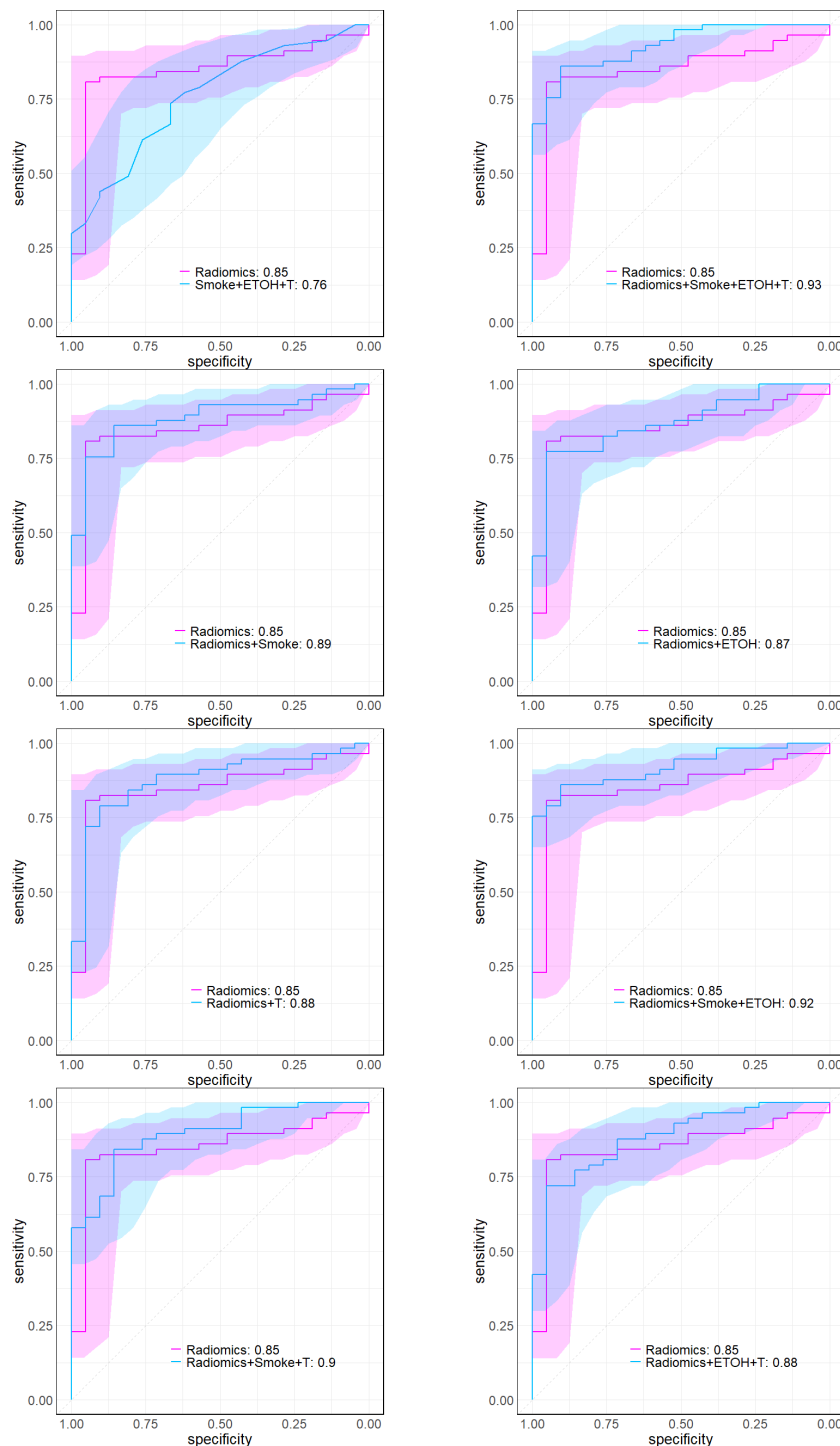 1.00
0.75
0.50
0.25
0.00
sensitivity
Radiomics: 0.85
Smoke+ETOH+T: 0.76
1.00 0.75 0.50 0.25 0.00
specificity
1.00
0.75
0.50
0.25
0.00
sensitivity
Radiomics: 0.85
Radiomics+Smoke+ETOH+T: 0.93
1.00 0.75 0.50 0.25 0.00
specificity
1.00
0.75
0.50
0.25
0.00
sensitivity
Radiomics: 0.85
Radiomics+Smoke: 0.89
1.00 0.75 0.50 0.25 0.00
specificity
1.00
0.75
0.50
0.25
0.00
sensitivity
Radiomics: 0.85
Radiomics+ETOH: 0.87
1.00 0.75 0.50 0.25 0.00
specificity
1.00
0.75
0.50
0.25
0.00
sensitivity
Radiomics: 0.85
Radiomics+T: 0.88
1.00 0.75 0.50 0.25 0.00
specificity
1.00
0.75
0.50
0.25
0.00
sensitivity
Radiomics: 0.85
Radiomics+Smoke+ETOH: 0.92
1.00 0.75 0.50 0.25 0.00
specificity
1.00
0.75
0.50
0.25
0.00
sensitivity
Radiomics: 0.85
Radiomics+Smoke+T: 0.9
1.00 0.75 0.50 0.25 0.00
specificity
1.00
0.75
0.50
0.25
0.00
sensitivity
Radiomics: 0.85
Radiomics+ETOH+T: 0.88
1.00 0.75 0.50 0.25 0.00
specificity